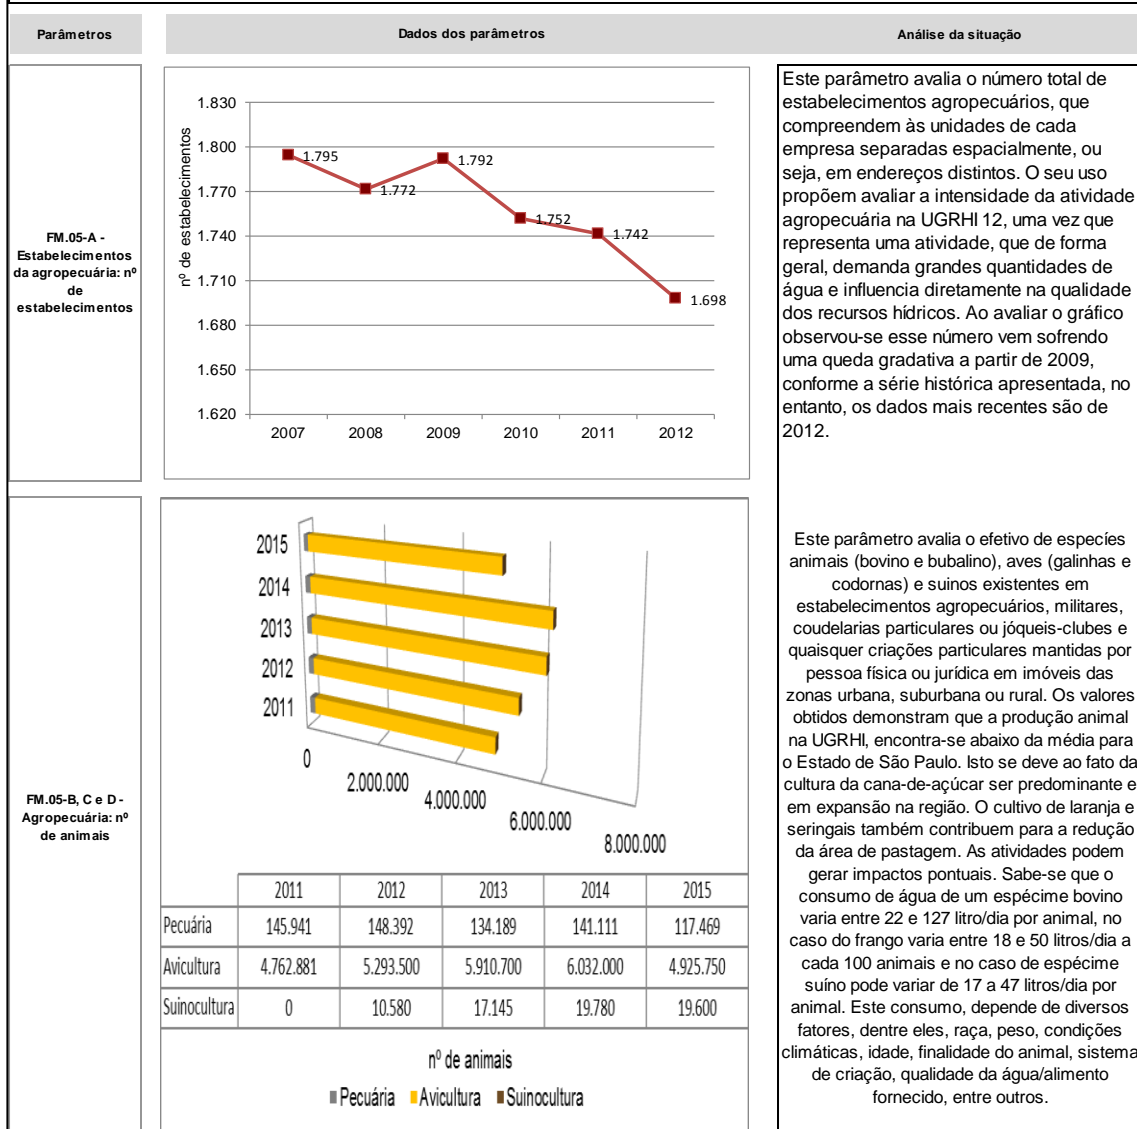 Parâmetros
Dados dos parâmetros
Análise da situação
FM.05-A -
Estabelecimentos
da agropecuária: nº
de
estabelecimentos
nº de estabelecimentos
1.830
1.800
1.770
1.740
1.710
1.680
1.650
1.620
1.795
1.772
1.792
1.752
1.742
1.698
2007
2008
2009
2010
2011
2012
Este parâmetro avalia o número total de
estabelecimentos agropecuários, que
compreendem às unidades de cada
empresa separadas espacialmente, ou
seja, em endereços distintos. O seu uso
propõem avaliar a intensidade da atividade
agropecuária na UGRHI 12, uma vez que
representa uma atividade, que de forma
geral, demanda grandes quantidades de
água e influencia diretamente na qualidade
dos recursos hídricos. Ao avaliar o gráfico
observou-se esse número vem sofrendo
uma queda gradativa a partir de 2009,
conforme a série histórica apresentada, no
entanto, os dados mais recentes são de
2012.
FM.05-B, C e D -
Agropecuária: nº
de animais
2015
2014
2013
2012
2011
0
2.000.000
4.000.000
6.000.000
8.000.000
2011 2012 2013 2014 2015
Pecuária 145.941 148.392 134.189 141.111 117.469
Avicultura 4.762.881 5.293.500 5.910.700 6.032.000 4.925.750
Suinocultura 0 10.580 17.145 19.780 19.600
nº de animais
Pecuária Avicultura Suinocultura
Este parâmetro avalia o efetivo de especíes
animais (bovino e bubalino), aves (galinhas e
codornas) e suinos existentes em
estabelecimentos agropecuários, militares,
coudelarias particulares ou jóqueis-clubes e
quaisquer criações particulares mantidas por
pessoa física ou jurídica em imóveis das
zonas urbana, suburbana ou rural. Os valores
obtidos demonstram que a produção animal
na UGRHI, encontra-se abaixo da média para
o Estado de São Paulo. Isto se deve ao fato da
cultura da cana-de-açúcar ser predominante e
em expansão na região. O cultivo de laranja e
seringais também contribuem para a redução
da área de pastagem. As atividades podem
gerar impactos pontuais. Sabe-se que o
consumo de água de um espécime bovino
varia entre 22 e 127 litro/dia por animal, no
caso do frango varia entre 18 e 50 litros/dia a
cada 100 animais e no caso de espécime
suíno pode variar de 17 a 47 litros/dia por
animal. Este consumo, depende de diversos
fatores, dentre eles, raça, peso, condições
climáticas, idade, finalidade do animal, sistema
de criação, qualidade da água/alimento
fornecido, entre outros.